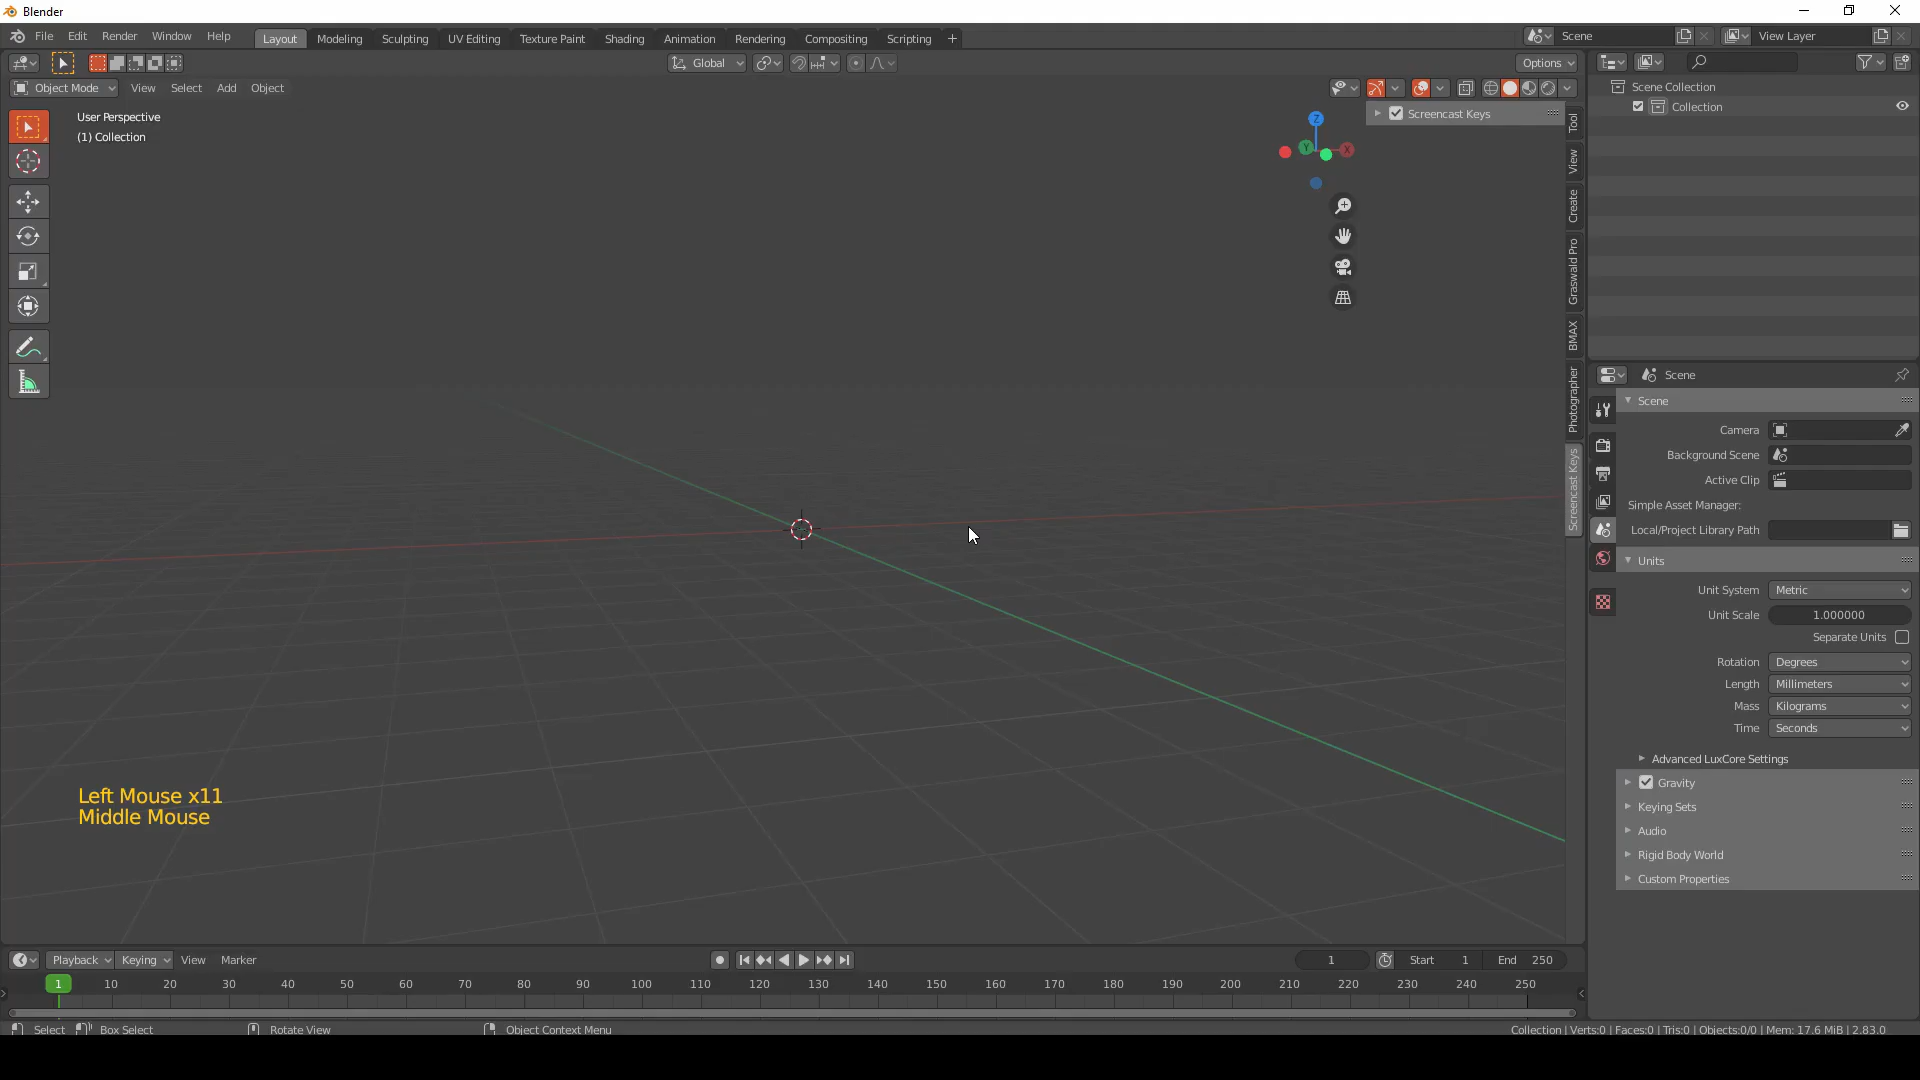 Blender
File Edit Render Window Help Layout Modeling Sculpting UV Editing Texture Paint Shading Animation Rendering Compositing Scripting + Scene View Layer
Global Options
Object Mode View Select Add Object
User Perspective
(1) Collection
Screencast Keys
Z
Y
X
Tool
View
Create
Graswald Pro
BMAX
Photographer
Screencast Keys
Scene Collection
Collection
Scene
Scene
Camera
Background Scene
Active Clip
Simple Asset Manager:
Local/Project Library Path
Units
Unit System Metric
Unit Scale 1.000000
Separate Units
Rotation Degrees
Length Millimeters
Mass Kilograms
Time Seconds
Advanced LuxCore Settings
Gravity
Keying Sets
Audio
Rigid Body World
Custom Properties
Left Mouse x11
Middle Mouse
Playback Keying View Marker 1 Start 1 End 250
1 10 20 30 40 50 60 70 80 90 100 110 120 130 140 150 160 170 180 190 200 210 220 230 240 250
Select Box Select Rotate View Object Context Menu Collection | Verts:0 | Faces:0 | Tris:0 | Objects:0/0 | Mem: 17.6 MiB | 2.83.0